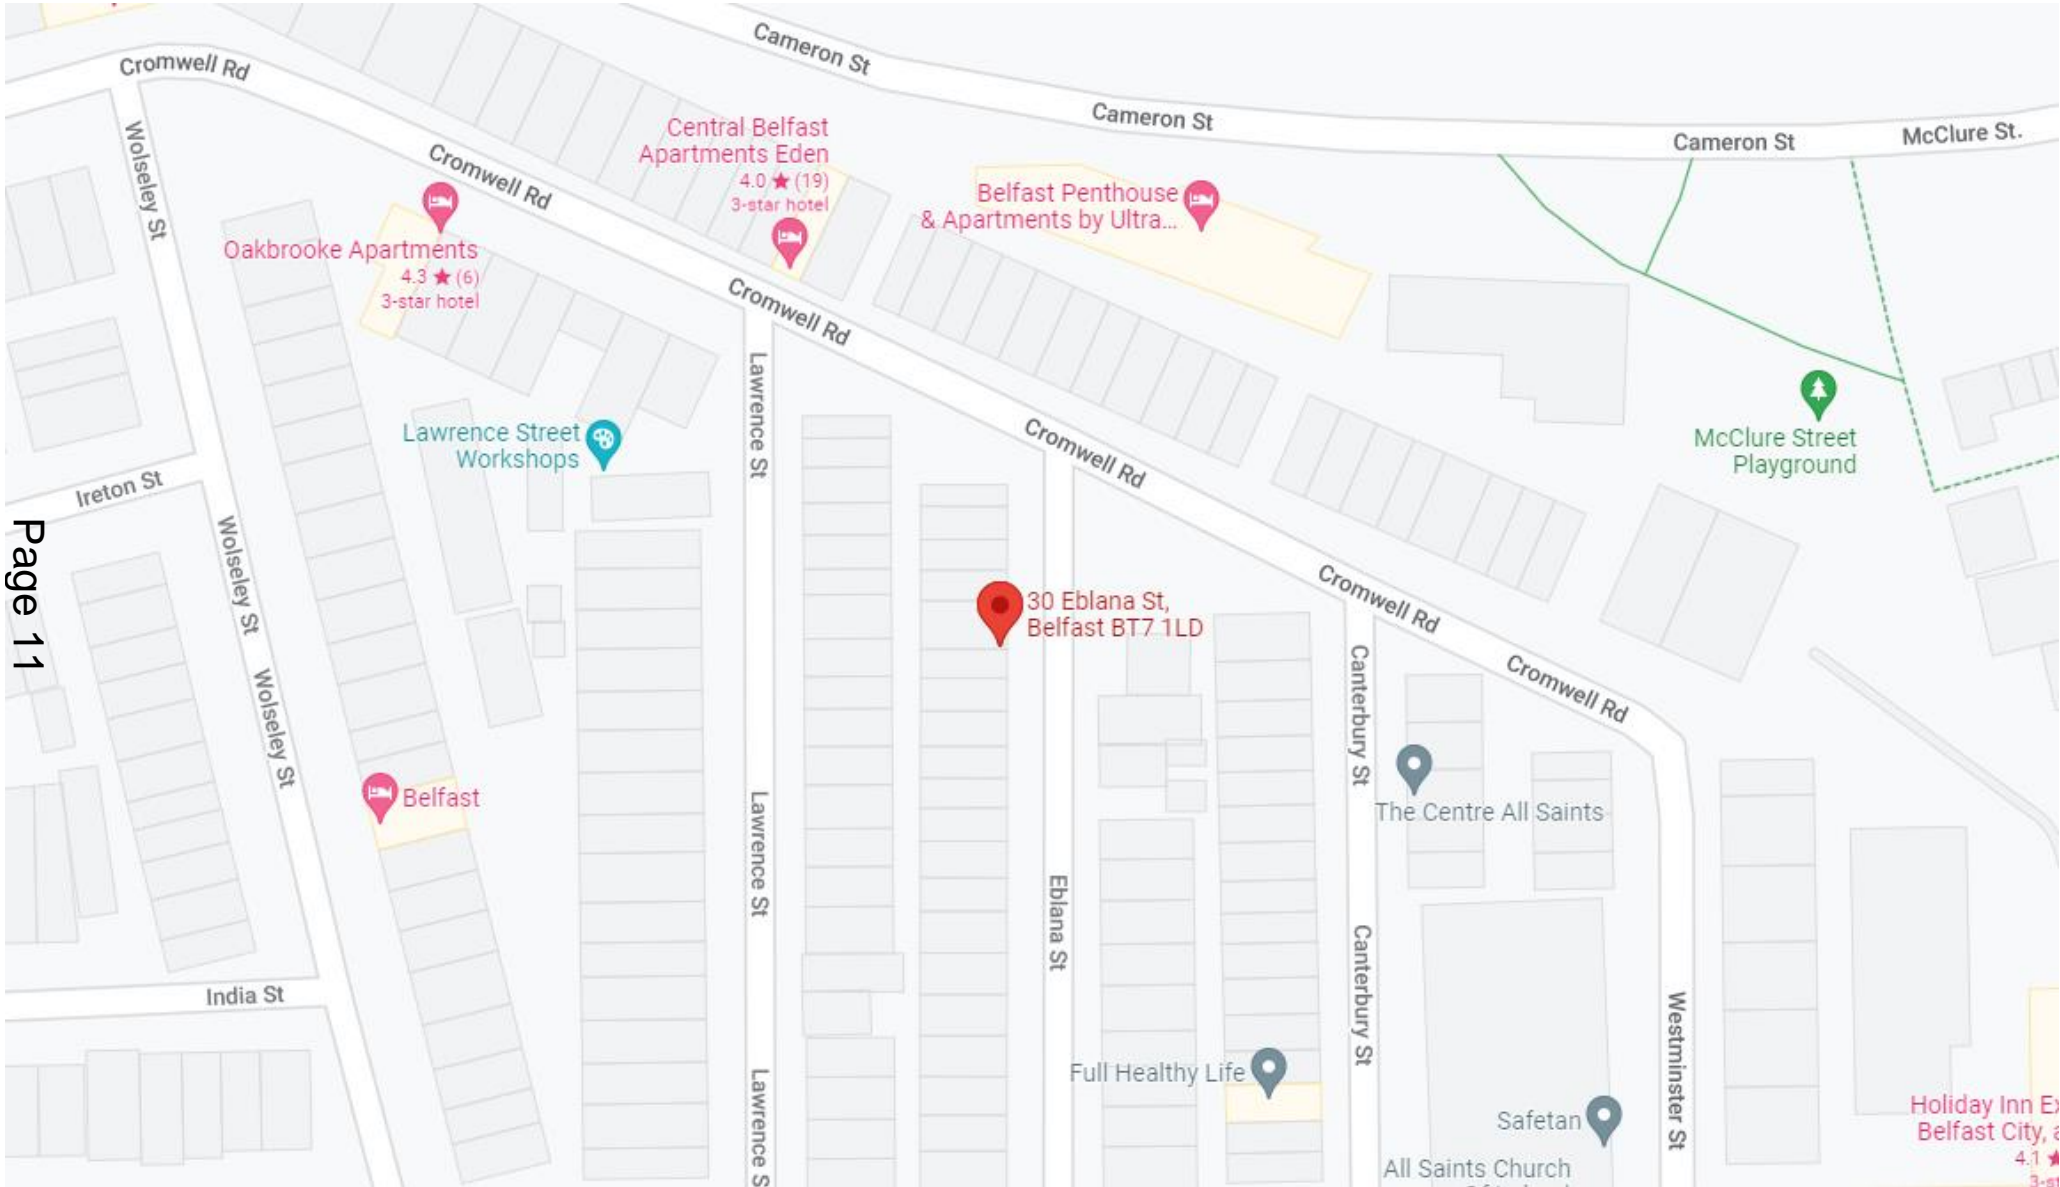 Cameron St
Cromwell Rd
Cameron St
McClure St.
Cameron St
Wolseley St
Central Belfast
Apartments Eden
4.0 ★ (19)
3-star hotel
Cromwell Rd
Belfast Penthouse
& Apartments by Ultra...
Oakbrooke Apartments
4.3 ★ (6)
3-star hotel
Cromwell Rd
Lawrence St
McClure Street
Playground
Lawrence Street
Workshops
Cromwell Rd
Ireton St
Page 11
Wolseley St
30 Eblana St,
Belfast BT7 1LD
Cromwell Rd
Cromwell Rd
Canterbury St
Wolseley St
Belfast
The Centre All Saints
Lawrence St
Eblana St
Canterbury St
India St
Westminster St
Full Healthy Life
Safetan
Holiday Inn Ex
Belfast City, a
4.1 ★
3-st
Lawrence S
All Saints Church